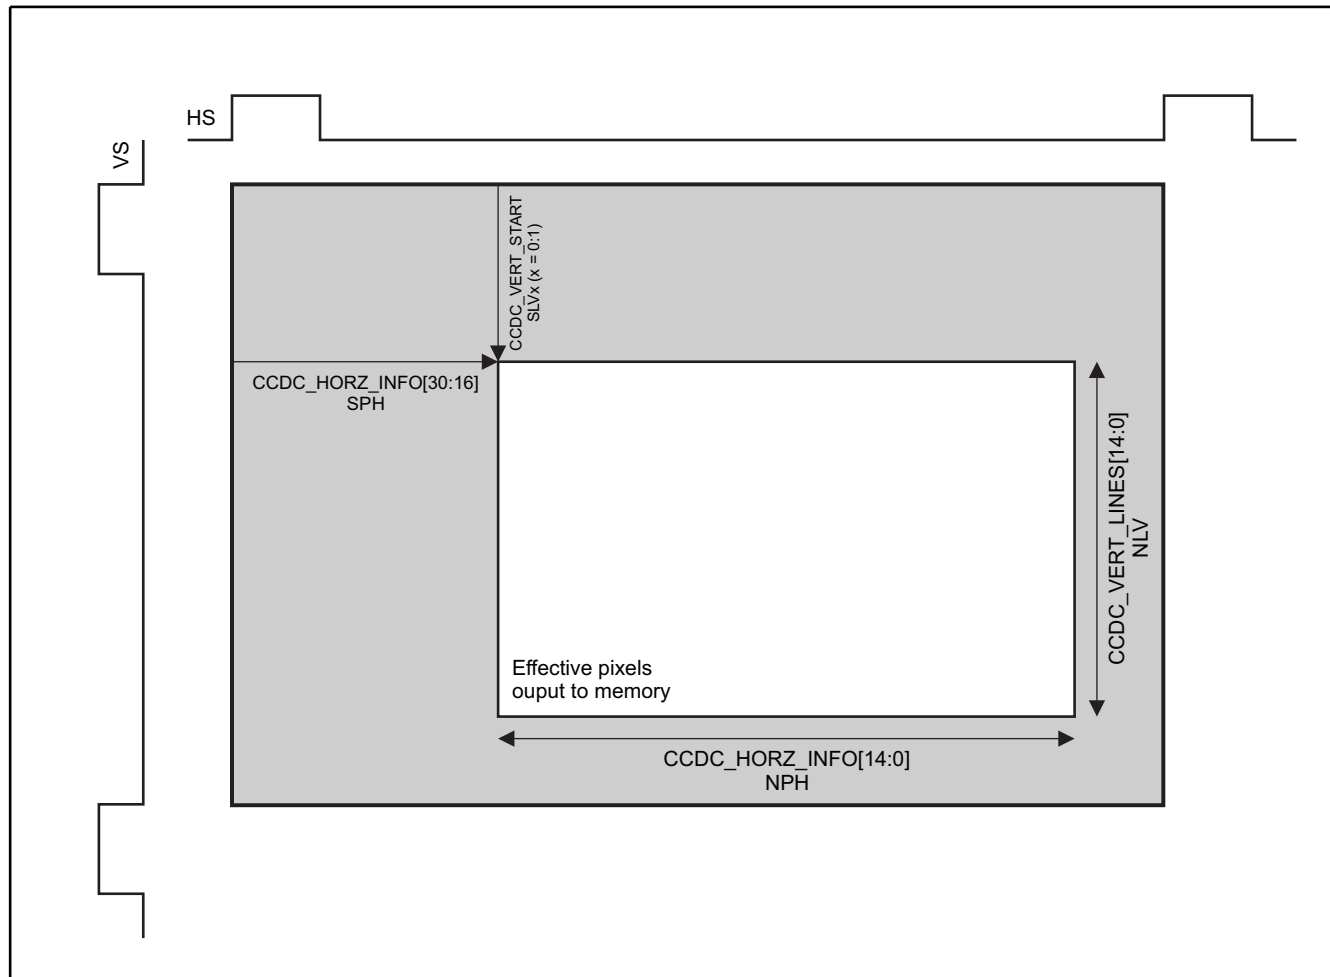 HS
VS
CCDC_VERT_START
SLVx (x = 0:1)
CCDC_HORZ_INFO[30:16]
SPH
CCDC_VERT_LINES[14:0]
NLV
Effective pixels
ouput to memory
CCDC_HORZ_INFO[14:0]
NPH